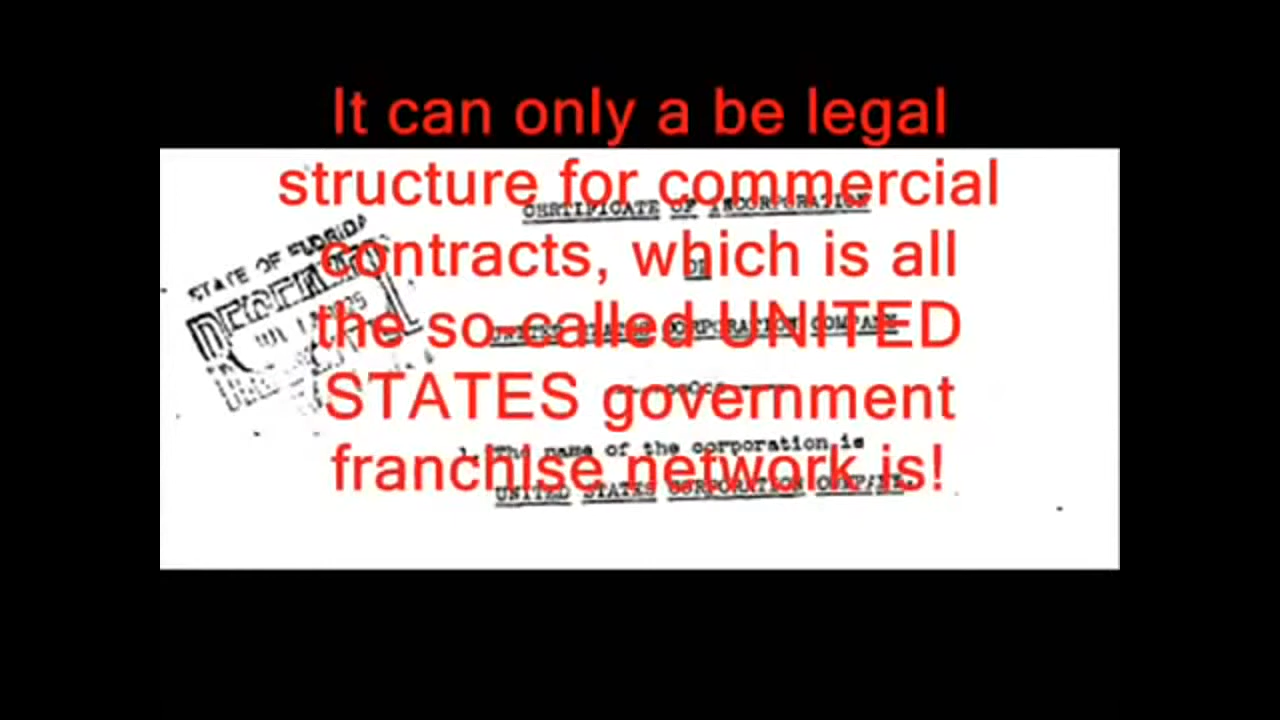 It can only a be legal
structure for commercial
CERTIFICATE OF INCORPORATION
STATE OF FLORIDA
contracts, which is all
OF
the so-called UNITED
UNITED STATES CORPORATION COMPANY
STATES government
1. The name of the corporation is
franchise network is!
UNITED STATES CORPORATION COMPANY.